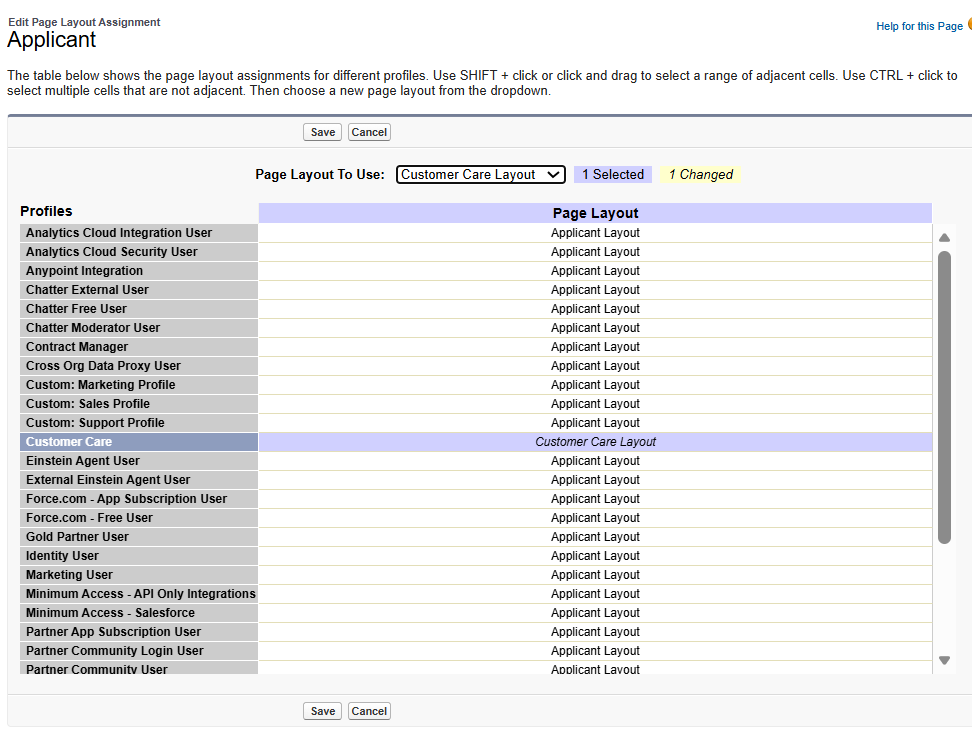 Edit Page Layout Assignment
Applicant
Help for this Page
The table below shows the page layout assignments for different profiles. Use SHIFT + click or click and drag to select a range of adjacent cells. Use CTRL + click to
select multiple cells that are not adjacent. Then choose a new page layout from the dropdown.
Save Cancel
Page Layout To Use: Customer Care Layout 1 Selected 1 Changed
Profiles Page Layout
Analytics Cloud Integration User Applicant Layout
Analytics Cloud Security User Applicant Layout
Anypoint Integration Applicant Layout
Chatter External User Applicant Layout
Chatter Free User Applicant Layout
Chatter Moderator User Applicant Layout
Contract Manager Applicant Layout
Cross Org Data Proxy User Applicant Layout
Custom: Marketing Profile Applicant Layout
Custom: Sales Profile Applicant Layout
Custom: Support Profile Applicant Layout
Customer Care Customer Care Layout
Einstein Agent User Applicant Layout
External Einstein Agent User Applicant Layout
Force.com - App Subscription User Applicant Layout
Force.com - Free User Applicant Layout
Gold Partner User Applicant Layout
Identity User Applicant Layout
Marketing User Applicant Layout
Minimum Access - API Only Integrations Applicant Layout
Minimum Access - Salesforce Applicant Layout
Partner App Subscription User Applicant Layout
Partner Community Login User Applicant Layout
Partner Community User Applicant Layout
Save Cancel